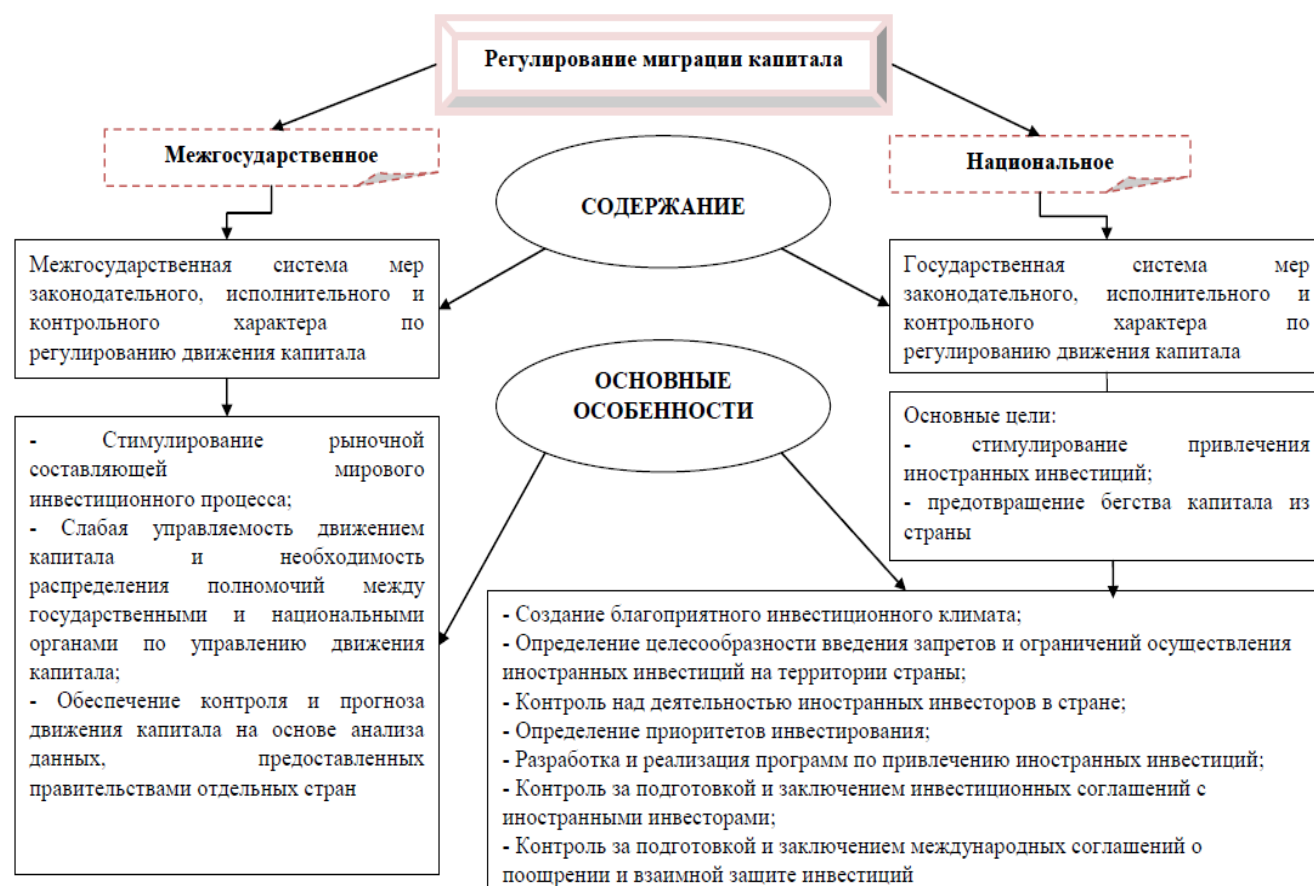 Регулирование миграции капитала
Межгосударственное
Национальное
СОДЕРЖАНИЕ
Межгосударственная система мер
законодательного, исполнительного и
контрольного характера по
регулированию движения капитала
Государственная система мер
законодательного, исполнительного и
контрольного характера по
регулированию движения капитала
ОСНОВНЫЕ
ОСОБЕННОСТИ
- Стимулирование рыночной
составляющей мирового
инвестиционного процесса;
- Слабая управляемость движением
капитала и необходимость
распределения полномочий между
государственными и национальными
органами по управлению движения
капитала;
- Обеспечение контроля и прогноза
движения капитала на основе анализа
данных, предоставленных
правительствами отдельных стран
Основные цели:
- стимулирование привлечения
иностранных инвестиций;
- предотвращение бегства капитала из
страны
- Создание благоприятного инвестиционного климата;
- Определение целесообразности введения запретов и ограничений осуществления
иностранных инвестиций на территории страны;
- Контроль над деятельностью иностранных инвесторов в стране;
- Определение приоритетов инвестирования;
- Разработка и реализация программ по привлечению иностранных инвестиций;
- Контроль за подготовкой и заключением инвестиционных соглашений с
иностранными инвесторами;
- Контроль за подготовкой и заключением международных соглашений о
поощрении и взаимной защите инвестиций